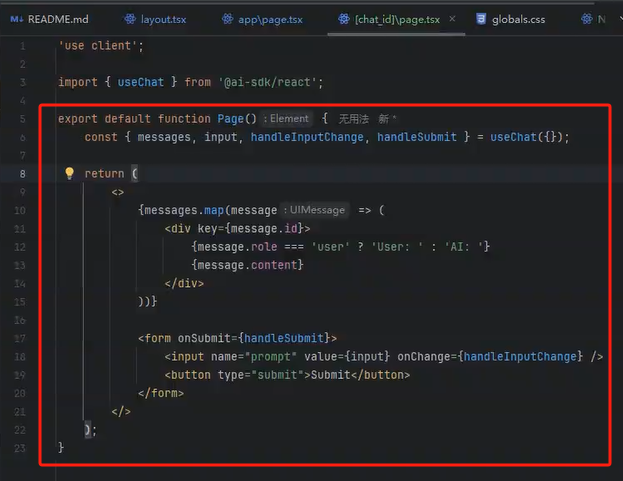 M↓ README.md layout.tsx app\page.tsx [chat_id]\page.tsx × globals.css N
1 'use client';
2
3 import { useChat } from '@ai-sdk/react';
4
5 export default function Page() : Element { 无用法 新 *
6 const { messages, input, handleInputChange, handleSubmit } = useChat({});
7
8 return (
9 <>
10 {messages.map(message : UIMessage => (
11 <div key={message.id}>
12 {message.role === 'user' ? 'User: ' : 'AI: '}
13 {message.content}
14 </div>
15 ))}
16
17 <form onSubmit={handleSubmit}>
18 <input name="prompt" value={input} onChange={handleInputChange} />
19 <button type="submit">Submit</button>
20 </form>
21 </>
22 );
23 }